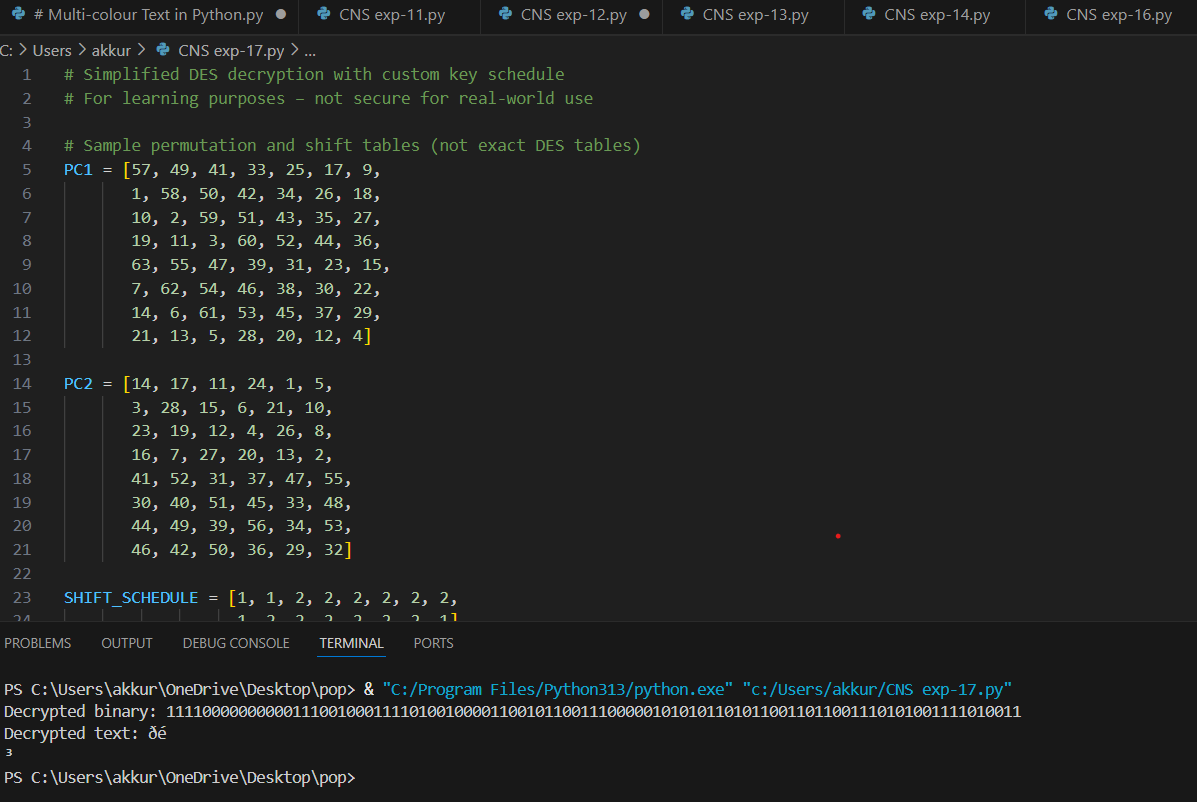 # Multi-colour Text in Python.py ● CNS exp-11.py CNS exp-12.py ● CNS exp-13.py CNS exp-14.py CNS exp-16.py
C: > Users > akkur > CNS exp-17.py > ...
1 # Simplified DES decryption with custom key schedule
2 # For learning purposes – not secure for real-world use
3
4 # Sample permutation and shift tables (not exact DES tables)
5 PC1 = [57, 49, 41, 33, 25, 17, 9,
6 1, 58, 50, 42, 34, 26, 18,
7 10, 2, 59, 51, 43, 35, 27,
8 19, 11, 3, 60, 52, 44, 36,
9 63, 55, 47, 39, 31, 23, 15,
10 7, 62, 54, 46, 38, 30, 22,
11 14, 6, 61, 53, 45, 37, 29,
12 21, 13, 5, 28, 20, 12, 4]
13
14 PC2 = [14, 17, 11, 24, 1, 5,
15 3, 28, 15, 6, 21, 10,
16 23, 19, 12, 4, 26, 8,
17 16, 7, 27, 20, 13, 2,
18 41, 52, 31, 37, 47, 55,
19 30, 40, 51, 45, 33, 48,
20 44, 49, 39, 56, 34, 53,
21 46, 42, 50, 36, 29, 32]
22
23 SHIFT_SCHEDULE = [1, 1, 2, 2, 2, 2, 2, 2,
24 1, 2, 2, 2, 2, 2, 2, 1]
PROBLEMS OUTPUT DEBUG CONSOLE TERMINAL PORTS
PS C:\Users\akkur\OneDrive\Desktop\pop> & "C:/Program Files/Python313/python.exe" "c:/Users/akkur/CNS exp-17.py"
Decrypted binary:
Decrypted text: ðé
³
PS C:\Users\akkur\OneDrive\Desktop\pop>